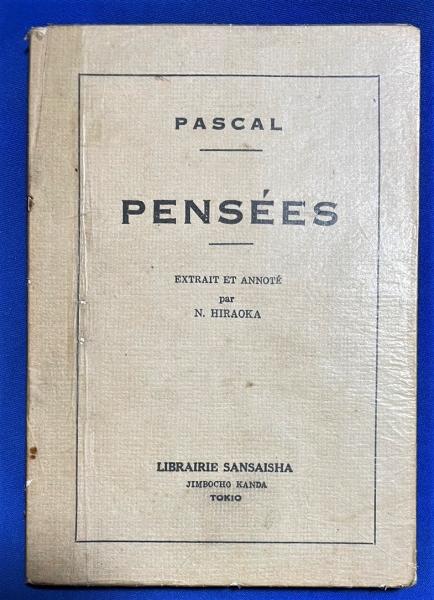 PASCAL
PENSÉES
EXTRAIT ET ANNOTÉ
par
N. HIRAOKA
LIBRAIRIE SANSAISHA
JIMBOCHO KANDA
TOKIO